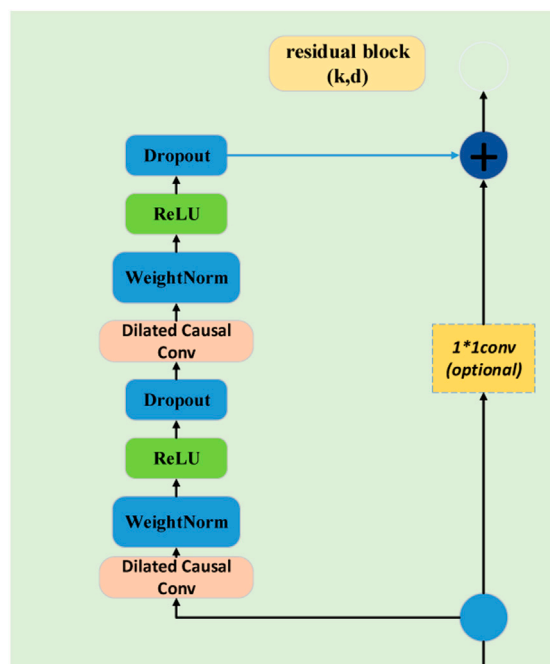 residual block
(k,d)
Dropout
+
ReLU
WeightNorm
Dilated Causal
Conv
1*1conv
(optional)
Dropout
ReLU
WeightNorm
Dilated Causal
Conv